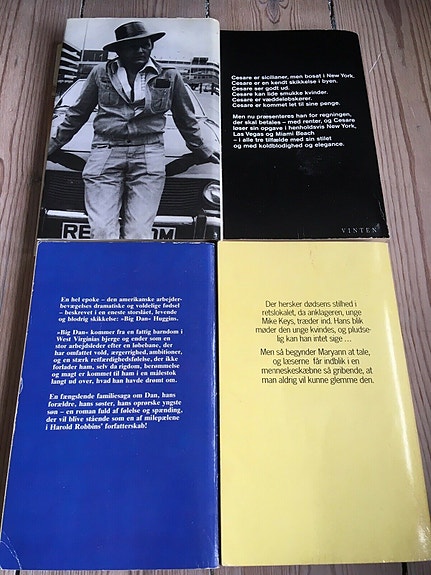 RE
OM
Cesare er sicilianer, men bosat i New York.
Cesare er en kendt skikkelse i byen.
Cesare ser godt ud.
Cesare kan lide smukke kvinder.
Cesare er væddeløbskører.
Cesare er kommet let til sine penge.
Men nu præsenteres han for regningen,
der skal betales – med renter, og Cesare
løser sin opgave i henholdsvis New York,
Las Vegas og Miami Beach
– i alle tre tilfælde med sin stilet
og med koldblodighed og elegance.
VINTEN
En hel epoke – den amerikanske arbejder-
bevægelses dramatiske og voldelige fødsel
– beskrevet i en eneste storslået, levende
og blodrig skikkelse: »Big Dan« Huggins.
»Big Dan« kommer fra en fattig barndom i
West Virginias bjerge og ender som en
stor arbejdsleder efter en løbebane, der
har omfattet vold, ærgerrighed, ambitioner,
og en stærk retfærdighedsfølelse, der ikke
forlader ham, selv da rigdom, berømmelse
og magt er kommet til ham i en målestok
langt ud over, hvad han havde drømt om.
En fængslende familiesaga om Dan, hans
forældre, hans søster, hans oprørske yngste
søn – en roman fuld af følelse og spænding,
der vil blive stående som en af milepælene
i Harold Robbins' forfatterskab!
Der hersker dødsens stilhed i
retslokalet, da anklageren, unge
Mike Keys, træder ind. Hans blik
møder den unge kvindes, og pludse-
lig kan han intet sige ...
Men så begynder Maryann at tale,
og læserne får indblik i en
menneskeskæbne så gribende, at
man aldrig vil kunne glemme den.